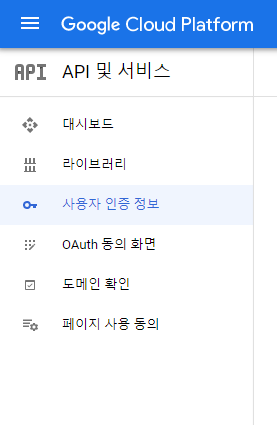 Google Cloud Platform
API API 및 서비스
대시보드
라이브러리
사용자 인증 정보
OAuth 동의 화면
도메인 확인
페이지 사용 동의